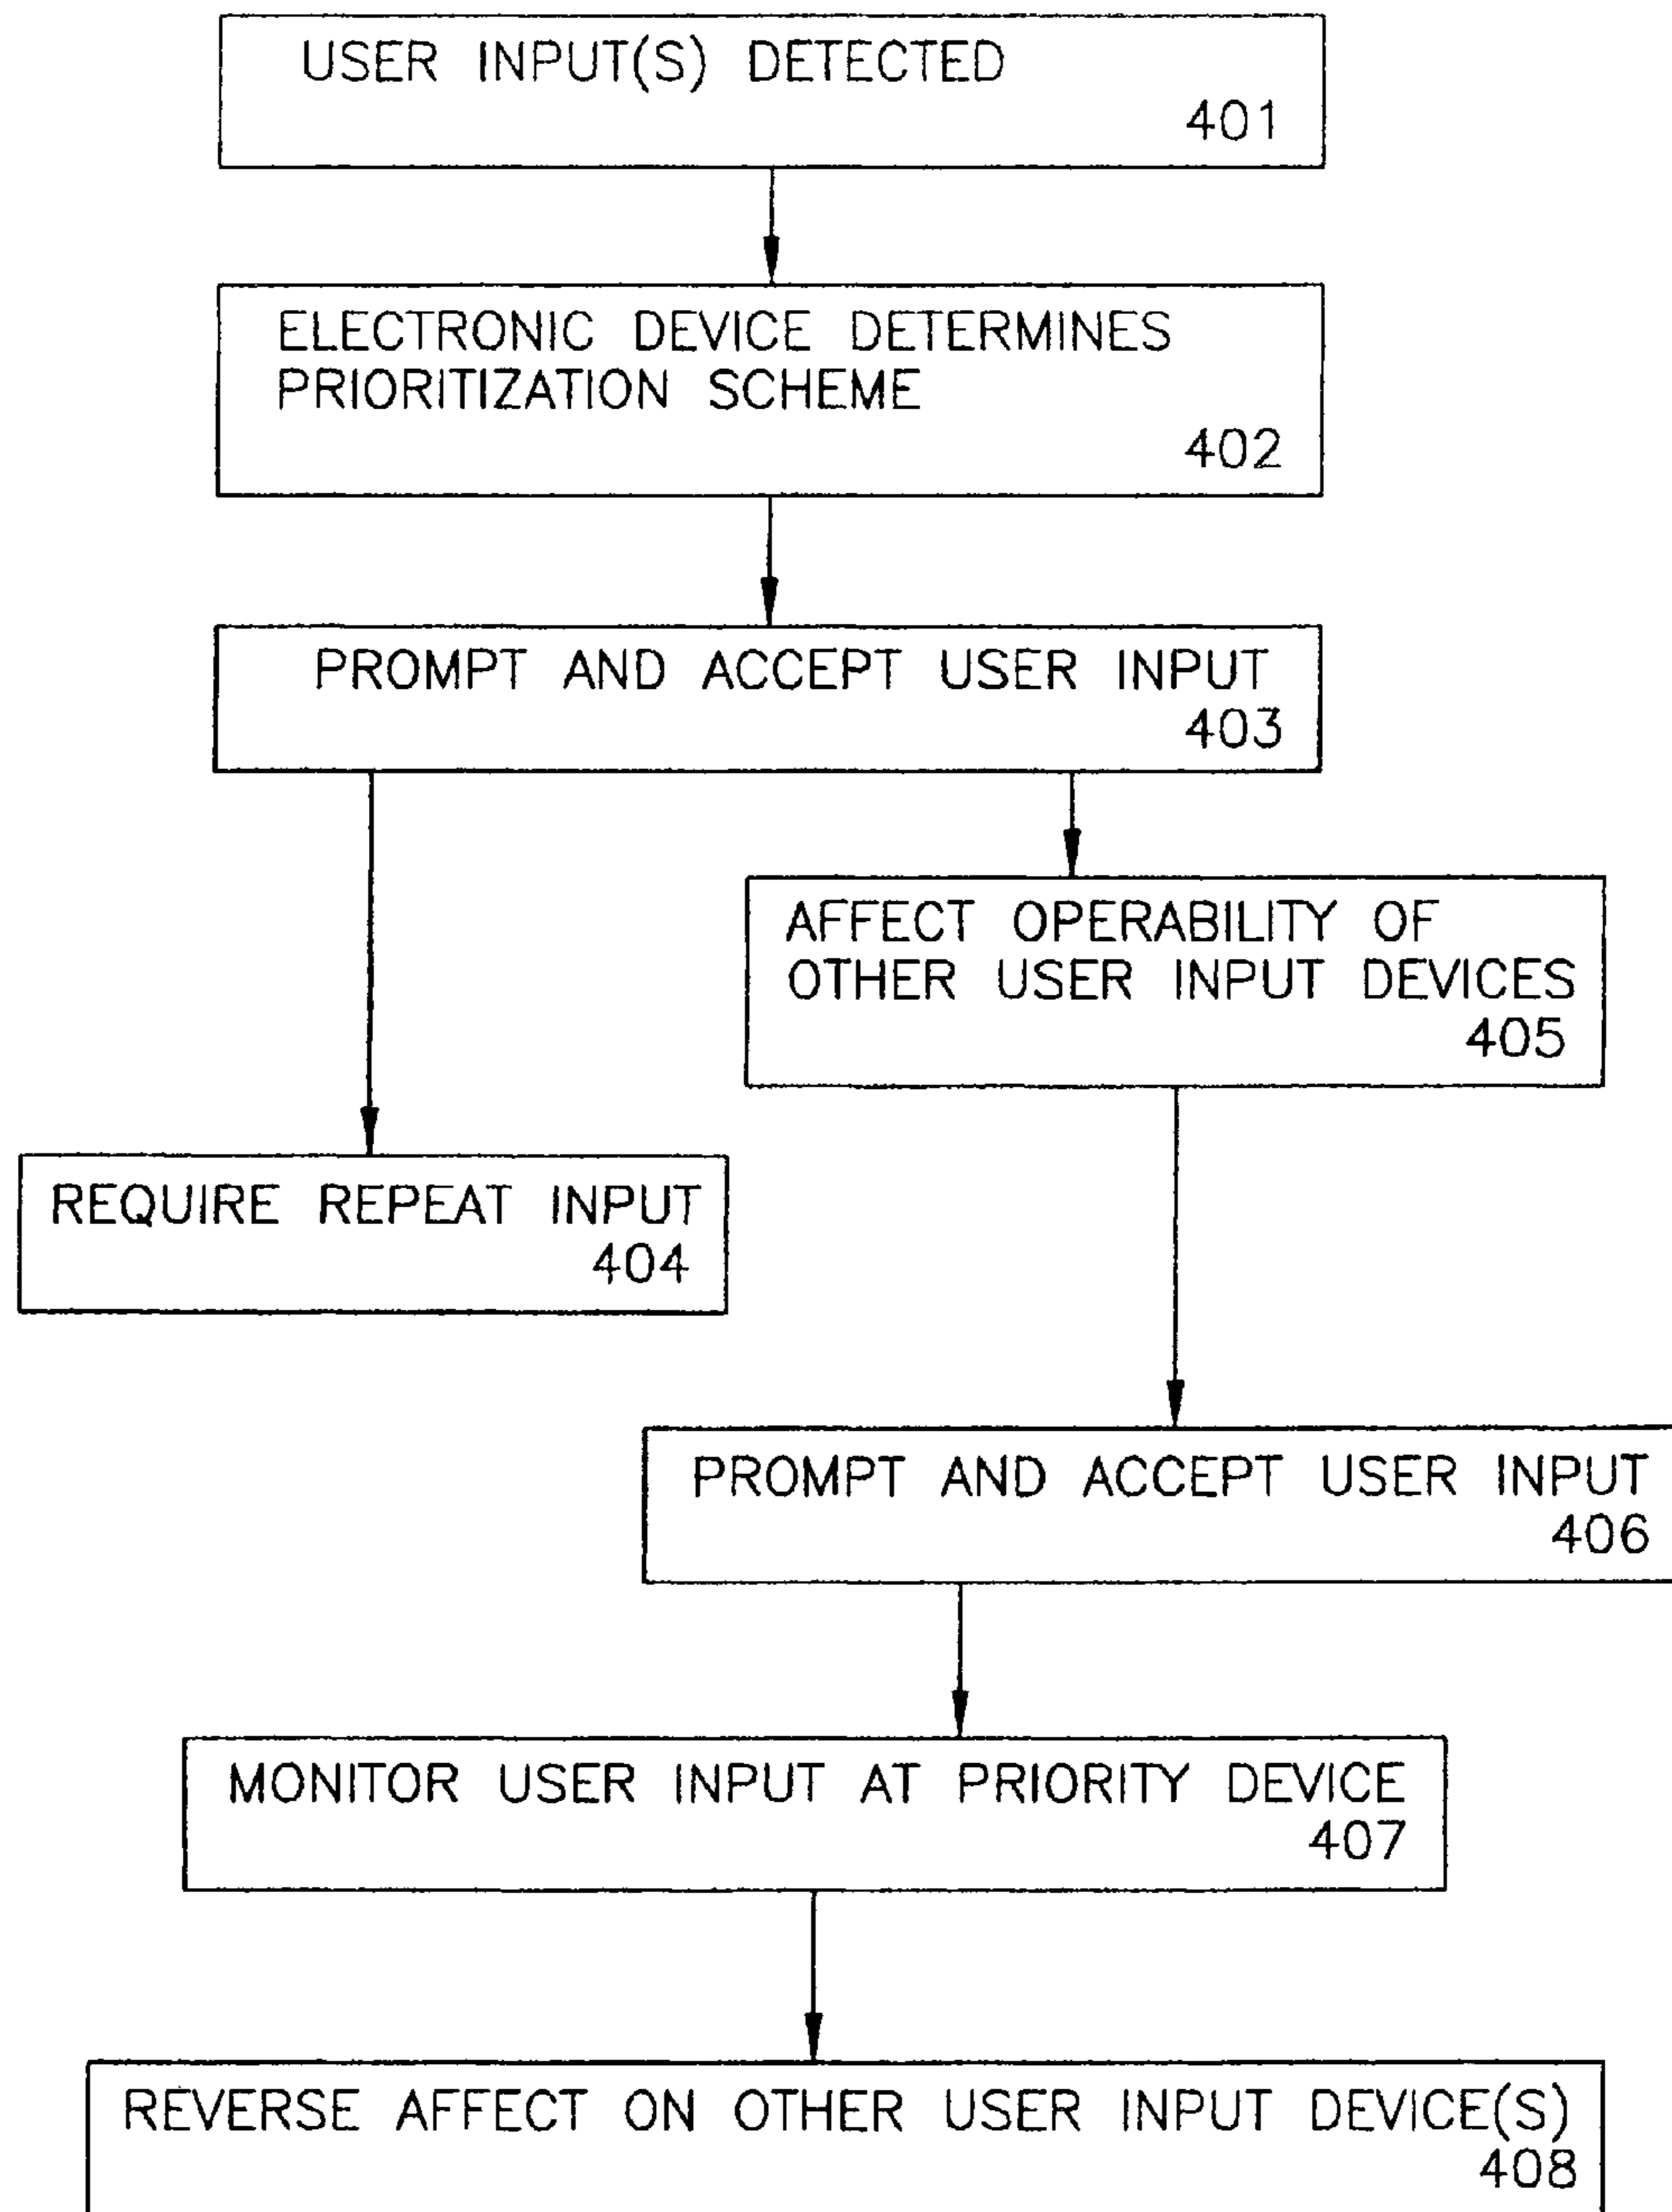 USER INPUT(S) DETECTED
401
ELECTRONIC DEVICE DETERMINES
PRIORITIZATION SCHEME
402
PROMPT AND ACCEPT USER INPUT
403
AFFECT OPERABILITY OF
OTHER USER INPUT DEVICES
405
REQUIRE REPEAT INPUT
404
PROMPT AND ACCEPT USER INPUT
406
MONITOR USER INPUT AT PRIORITY DEVICE
407
REVERSE AFFECT ON OTHER USER INPUT DEVICE(S)
408